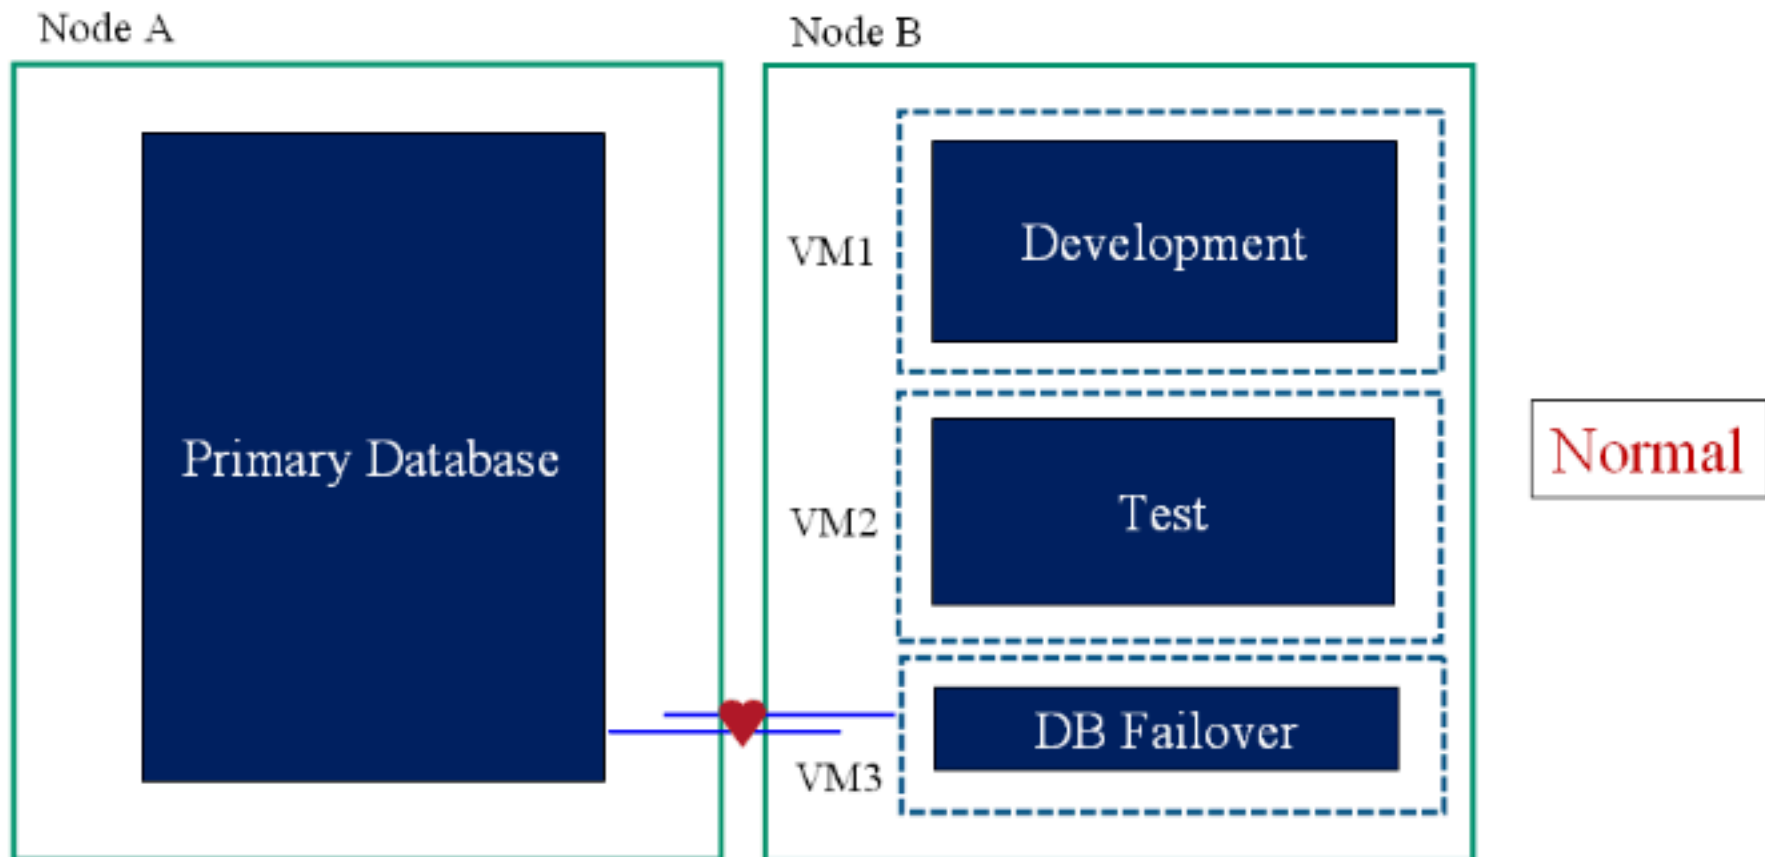 Node A
Node B
Primary Database
VM1
Development
VM2
Test
VM3
DB Failover
Normal